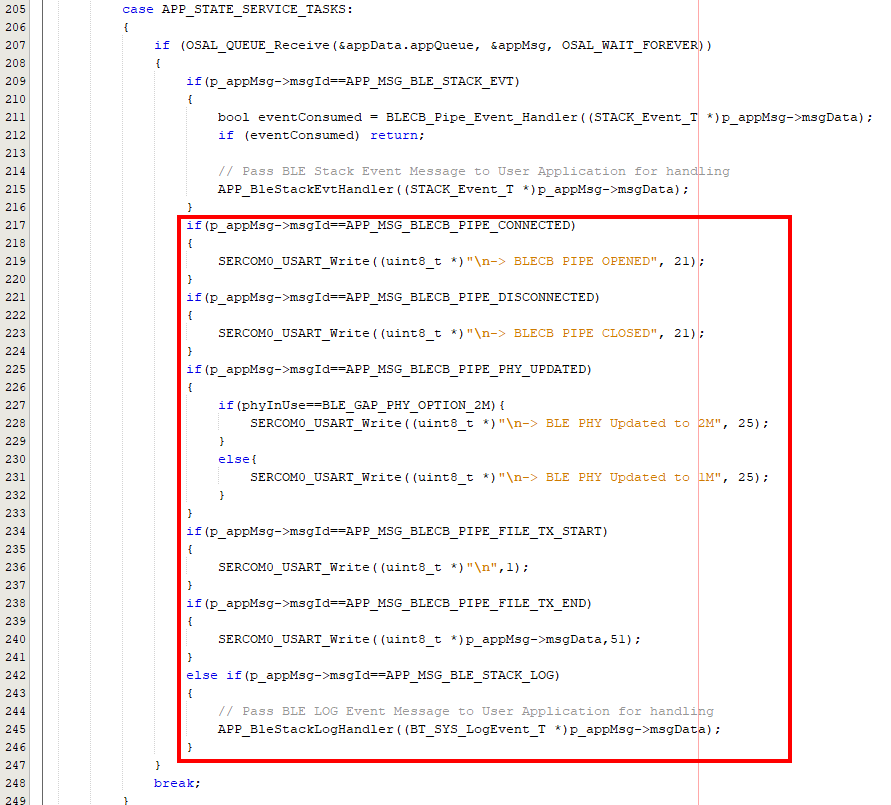 205 case APP_STATE_SERVICE_TASKS:
206 {
207 if (OSAL_QUEUE_Receive(&appData.appQueue, &appMsg, OSAL_WAIT_FOREVER))
208 {
209 if(p_appMsg->msgId==APP_MSG_BLE_STACK_EVT)
210 {
211 bool eventConsumed = BLECB_Pipe_Event_Handler((STACK_Event_T *)p_appMsg->msgData);
212 if (eventConsumed) return;
213
214 // Pass BLE Stack Event Message to User Application for handling
215 APP_BleStackEvtHandler((STACK_Event_T *)p_appMsg->msgData);
216 }
217 if(p_appMsg->msgId==APP_MSG_BLECB_PIPE_CONNECTED)
218 {
219 SERCOM0_USART_Write((uint8_t *)"\n-> BLECB PIPE OPENED", 21);
220 }
221 if(p_appMsg->msgId==APP_MSG_BLECB_PIPE_DISCONNECTED)
222 {
223 SERCOM0_USART_Write((uint8_t *)"\n-> BLECB PIPE CLOSED", 21);
224 }
225 if(p_appMsg->msgId==APP_MSG_BLECB_PIPE_PHY_UPDATED)
226 {
227 if(phyInUse==BLE_GAP_PHY_OPTION_2M){
228 SERCOM0_USART_Write((uint8_t *)"\n-> BLE PHY Updated to 2M", 25);
229 }
230 else{
231 SERCOM0_USART_Write((uint8_t *)"\n-> BLE PHY Updated to 1M", 25);
232 }
233 }
234 if(p_appMsg->msgId==APP_MSG_BLECB_PIPE_FILE_TX_START)
235 {
236 SERCOM0_USART_Write((uint8_t *)"\n",1);
237 }
238 if(p_appMsg->msgId==APP_MSG_BLECB_PIPE_FILE_TX_END)
239 {
240 SERCOM0_USART_Write((uint8_t *)p_appMsg->msgData,51);
241 }
242 else if(p_appMsg->msgId==APP_MSG_BLE_STACK_LOG)
243 {
244 // Pass BLE LOG Event Message to User Application for handling
245 APP_BleStackLogHandler((BT_SYS_LogEvent_T *)p_appMsg->msgData);
246 }
247 }
248 break;
249 }